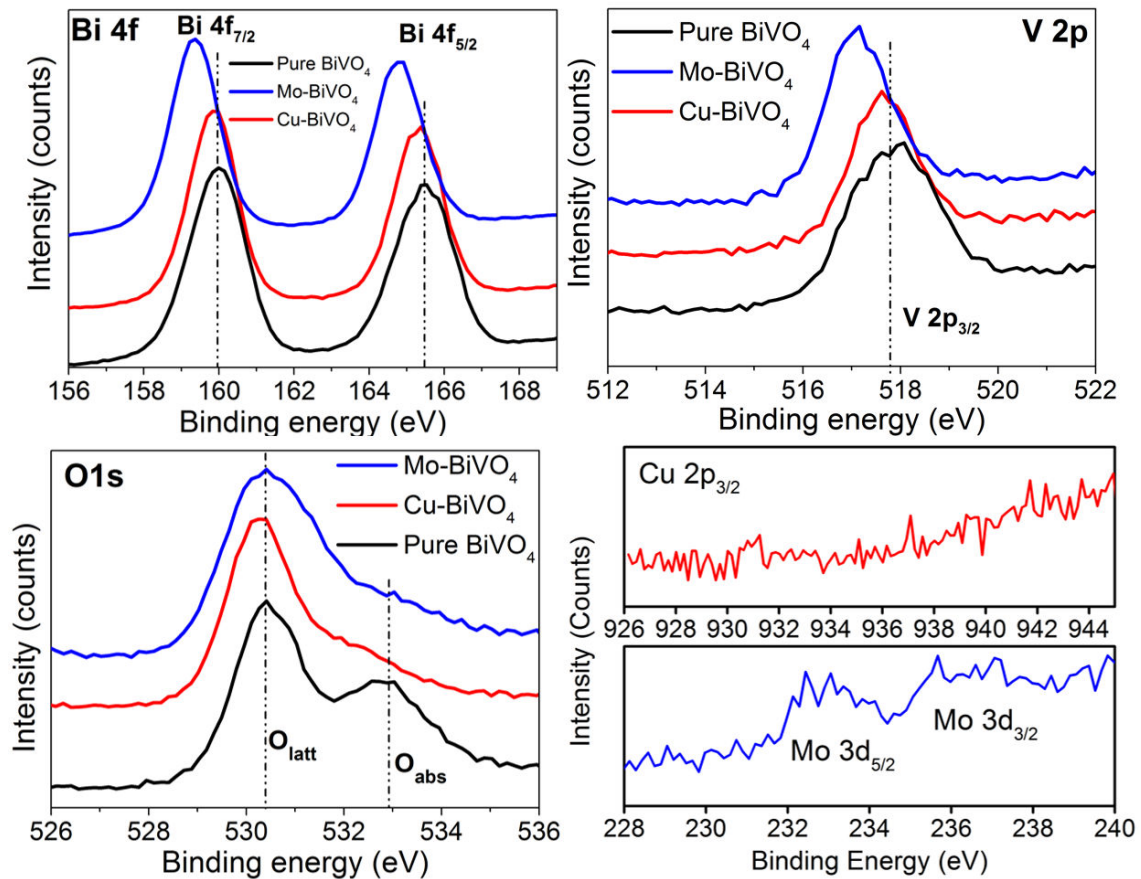 Bi 4f
Bi 4f7/2
Bi 4f5/2
Pure BiVO4
Mo-BiVO4
Cu-BiVO4
Intensity (counts)
156 158 160 162 164 166 168
Binding energy (eV)
V 2p
Pure BiVO4
Mo-BiVO4
Cu-BiVO4
V 2p3/2
Intensity (counts)
512 514 516 518 520 522
Binding energy (eV)
O1s
Mo-BiVO4
Cu-BiVO4
Pure BiVO4
Olatt
Oabs
Intensity (counts)
526 528 530 532 534 536
Binding energy (eV)
Cu 2p3/2
926 928 930 932 934 936 938 940 942 944
Intensity (Counts)
Mo 3d3/2
Mo 3d5/2
228 230 232 234 236 238 240
Binding Energy (eV)